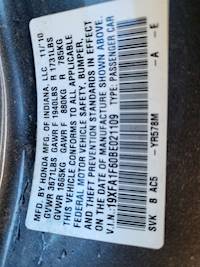 MFD. BY HONDA MFG. OF INDIANA, LLC 11/10
GVWR 3671LBS GAWR F 1940LBS R 1731LBS
GVWR 1665KG GAWR F 880KG R 785KG
THIS VEHICLE CONFORMS TO ALL APPLICABLE
FEDERAL MOTOR VEHICLE SAFETY, BUMPER,
AND THEFT PREVENTION STANDARDS IN EFFECT
ON THE DATE OF MANUFACTURE SHOWN ABOVE.
V.I.N. 19XFA1F60BE021109 TYPE: PASSENGER CAR
YR578M - A - E
SVK B AC5